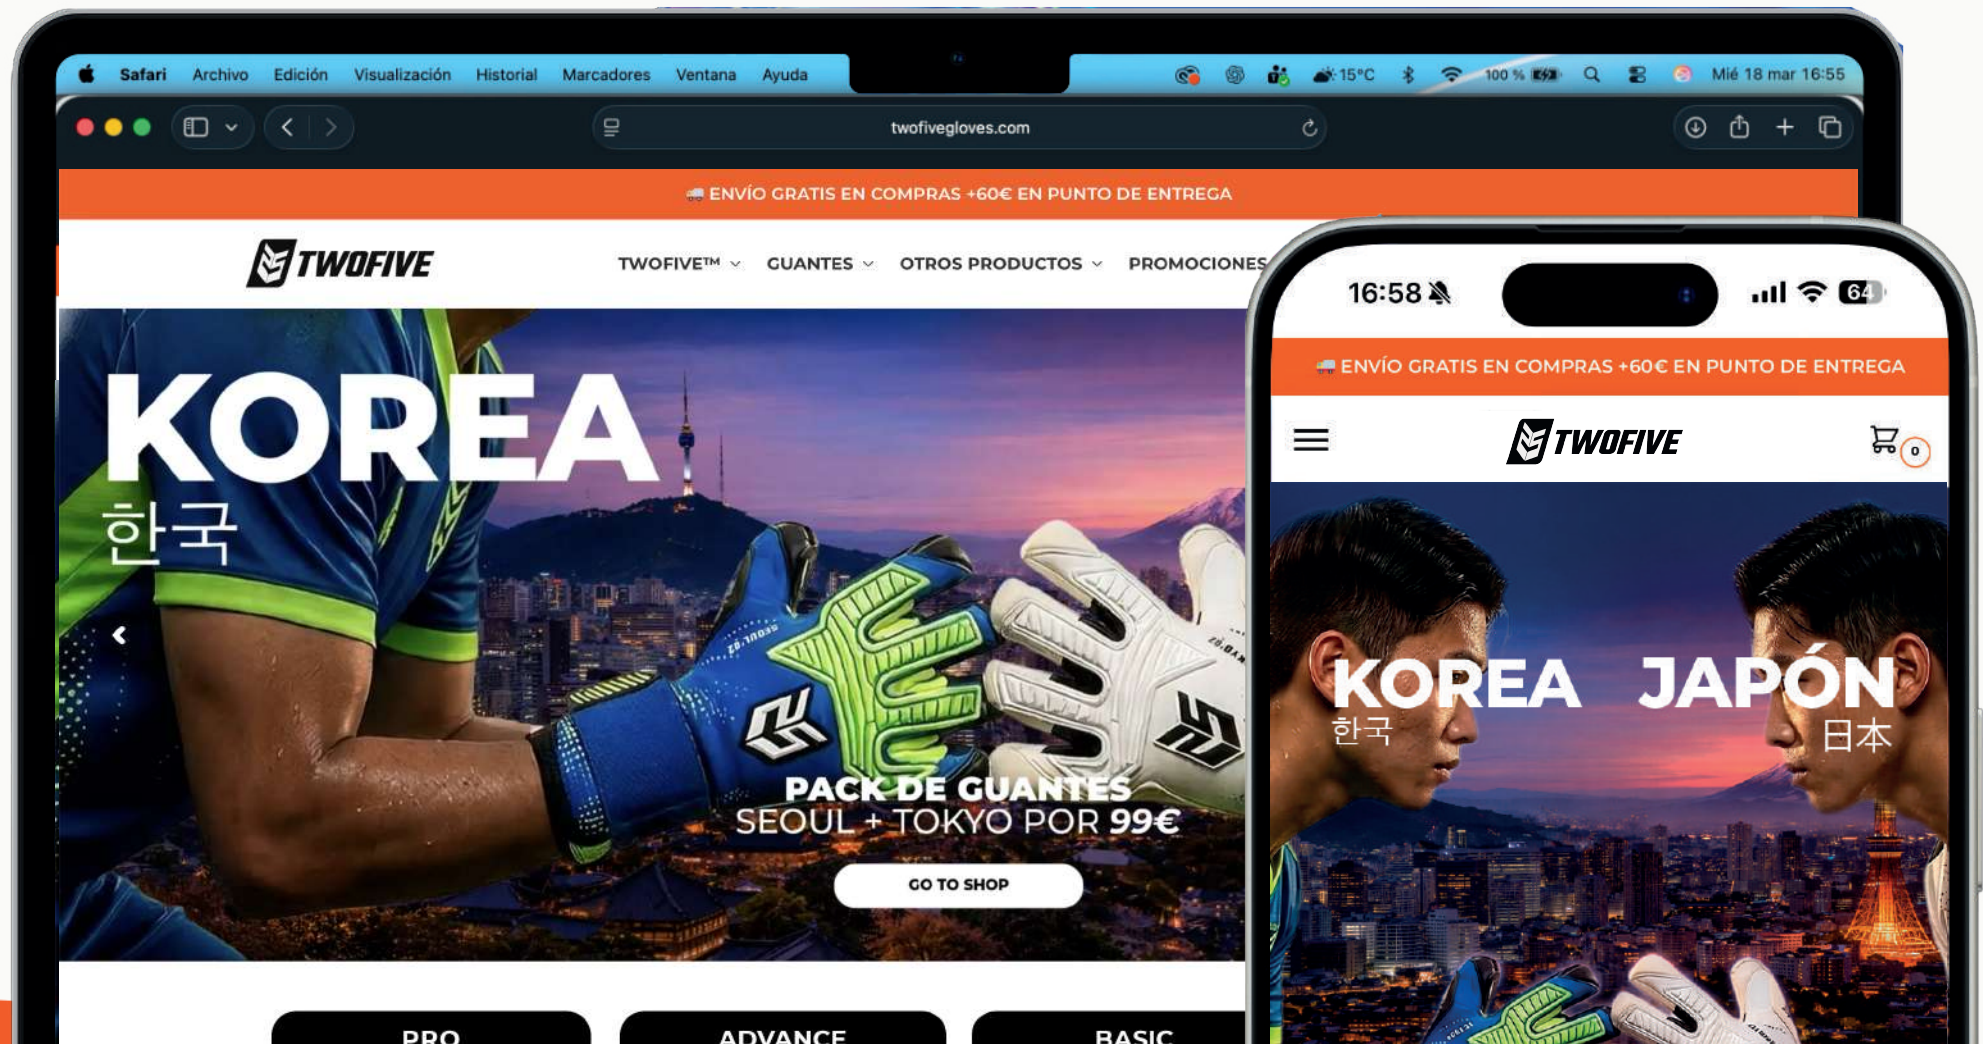 Safari Archivo Edición Visualización Historial Marcadores Ventana Ayuda
15°C 100 % Mié 18 mar 16:55
twofivegloves.com
ENVÍO GRATIS EN COMPRAS +60€ EN PUNTO DE ENTREGA
TWOFIVE
TWOFIVE™ GUANTES OTROS PRODUCTOS PROMOCIONES
KOREA
한국
SEOUL'02
PACK DE GUANTES
SEOUL + TOKYO POR 99€
GO TO SHOP
PRO
ADVANCE
BASIC
16:58
64
ENVÍO GRATIS EN COMPRAS +60€ EN PUNTO DE ENTREGA
TWOFIVE
0
KOREA JAPÓN
한국
日本